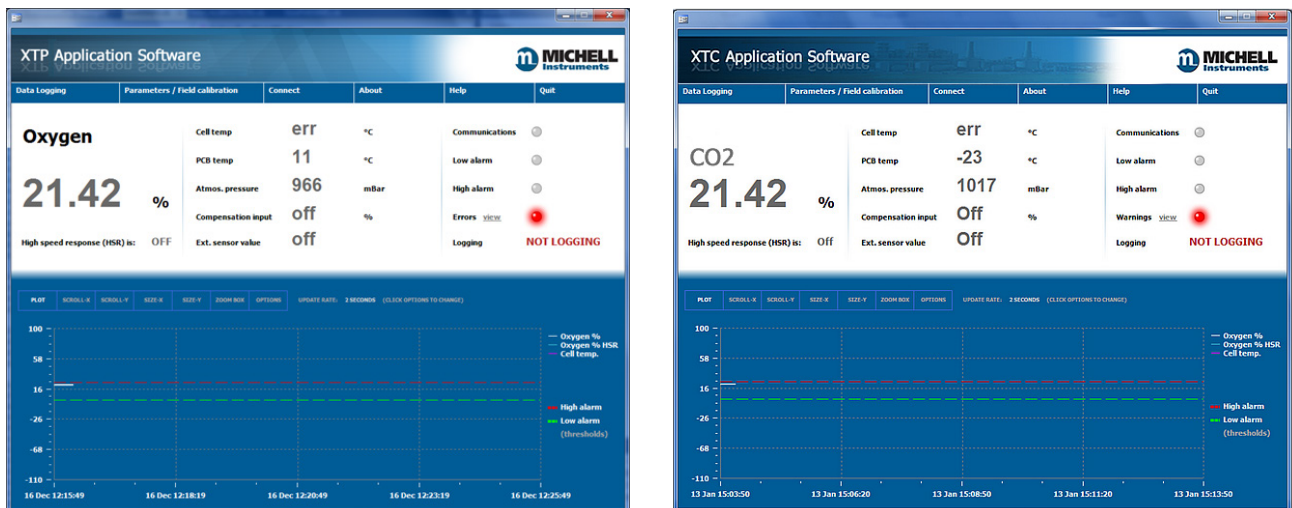 XTP Application Software
MICHELL
Instruments
Data Logging Parameters / Field calibration Connect About Help Quit
Oxygen
21.42 %
High speed response (HSR) is: OFF
Cell temp err °C
PCB temp 11 °C
Atmos. pressure 966 mBar
Compensation input off %
Ext. sensor value off
Communications
Low alarm
High alarm
Errors view
Logging NOT LOGGING
PLOT SCROLL-X SCROLL-Y SIZE-X SIZE-Y ZOOM BOX OPTIONS UPDATE RATE: 2 SECONDS (CLICK OPTIONS TO CHANGE)
100
58
16
-26
-68
-110
16 Dec 12:15:49 16 Dec 12:18:19 16 Dec 12:20:49 16 Dec 12:23:19 16 Dec 12:25:49
Oxygen %
Oxygen % HSR
Cell temp.
High alarm
Low alarm
(thresholds)
XTC Application Software
MICHELL
Instruments
Data Logging Parameters / Field calibration Connect About Help Quit
CO2
21.42 %
High speed response (HSR) is: Off
Cell temp err °C
PCB temp -23 °C
Atmos. pressure 1017 mBar
Compensation input Off %
Ext. sensor value Off
Communications
Low alarm
High alarm
Warnings view
Logging NOT LOGGING
PLOT SCROLL-X SCROLL-Y SIZE-X SIZE-Y ZOOM BOX OPTIONS UPDATE RATE: 2 SECONDS (CLICK OPTIONS TO CHANGE)
100
58
16
-26
-68
-110
13 Jan 15:03:50 13 Jan 15:06:20 13 Jan 15:08:50 13 Jan 15:11:20 13 Jan 15:13:50
Oxygen %
Oxygen % HSR
Cell temp.
High alarm
Low alarm
(thresholds)